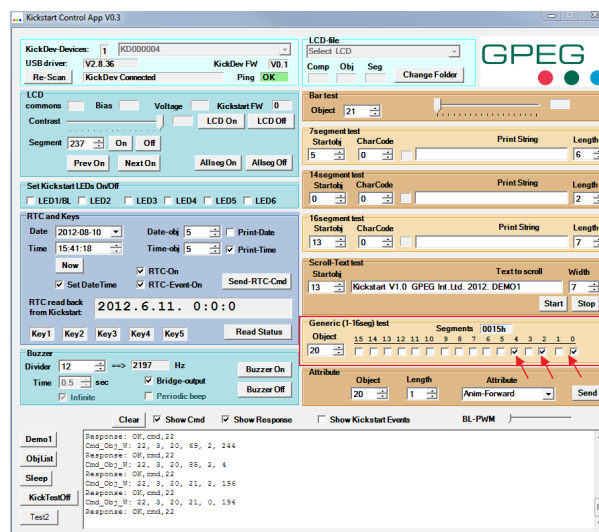 Kickstart Control App V0.3
KickDev-Devices: 1 KD000004
USB driver: V2.8.36 KickDev FW V0.1
Re-Scan KickDev Connected Ping OK
LCD-file
Select LCD
Comp Obj Seg
Change Folder
GPEG
LCD
commons Bias Voltage Kickstart FW 0
Contrast LCD On LCD Off
Segment 237 On Off
Prev On Next On Allseg On Allseg Off
Set Kickstart LEDs On/Off
LED1/BL LED2 LED3 LED4 LED5 LED6
RTC and Keys
Date 2012-08-10 Date-obj 5 Print-Date
Time 15:41:18 Time-obj 5 Print-Time
Now RTC-On
Set DateTime RTC-Event-On Send-RTC-Cmd
RTC read back
from Kickstart: 2012.6.11. 0:0:0
Key1 Key2 Key3 Key4 Key5 Read Status
Buzzer
Divider 12 ==> 2197 Hz Buzzer On
Time 0.5 sec Bridge-output Buzzer Off
Infinite Periodic beep
Bar test
Object 21
7segment test
Startobj CharCode Print String Length
5 0 6
14segment test
Startobj CharCode Print String Length
0 0 2
16segment test
Startobj CharCode Print String Length
13 0 7
Scroll-Text test
Startobj Text to scroll Width
13 Kickstart V1.0 GPEG Int.Ltd. 2012. DEMO1 7
Start Stop
Generic (1-16seg) test
Segments 0015h
Object 15 14 13 12 11 10 9 8 7 6 5 4 3 2 1 0
20
Attribute
Object Length Attribute
20 1 Anim-Forward Send
Clear Show Cmd Show Response Show Kickstart Events BL-PWM
Demo1
ObjList
Sleep
KickTestOff
Test2
Response: OK,cmd,22
Cmd_Obj_W: 22, 3, 20, 69, 2, 244
Response: OK,cmd,22
Cmd_Obj_W: 22, 3, 20, 85, 2, 4
Response: OK,cmd,22
Cmd_Obj_W: 22, 3, 20, 21, 2, 196
Response: OK,cmd,22
Cmd_Obj_W: 22, 3, 20, 21, 0, 194
Response: OK,cmd,22